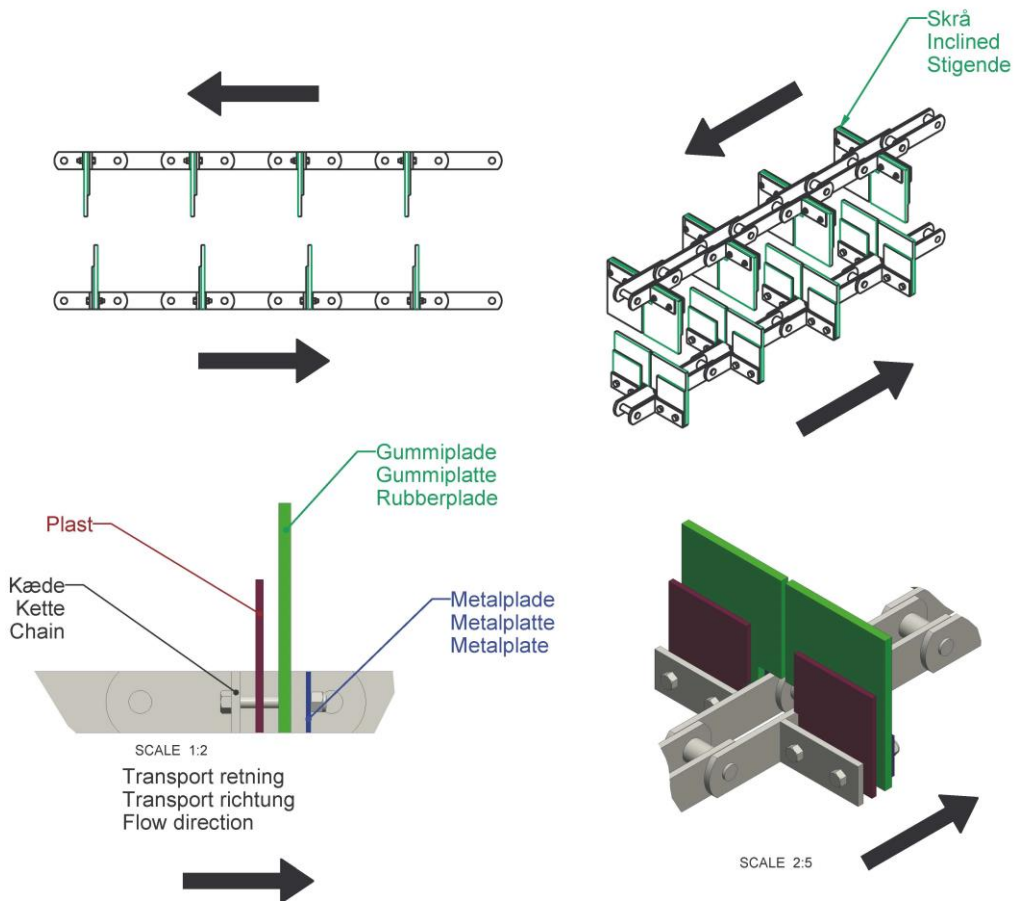 Skrå
Inclined
Stigende
Gummiplade
Gummiplatte
Rubberplade
Plast
Kæde
Kette
Chain
Metalplade
Metalplatte
Metalplate
SCALE 1:2
Transport retning
Transport richtung
Flow direction
SCALE 2:5